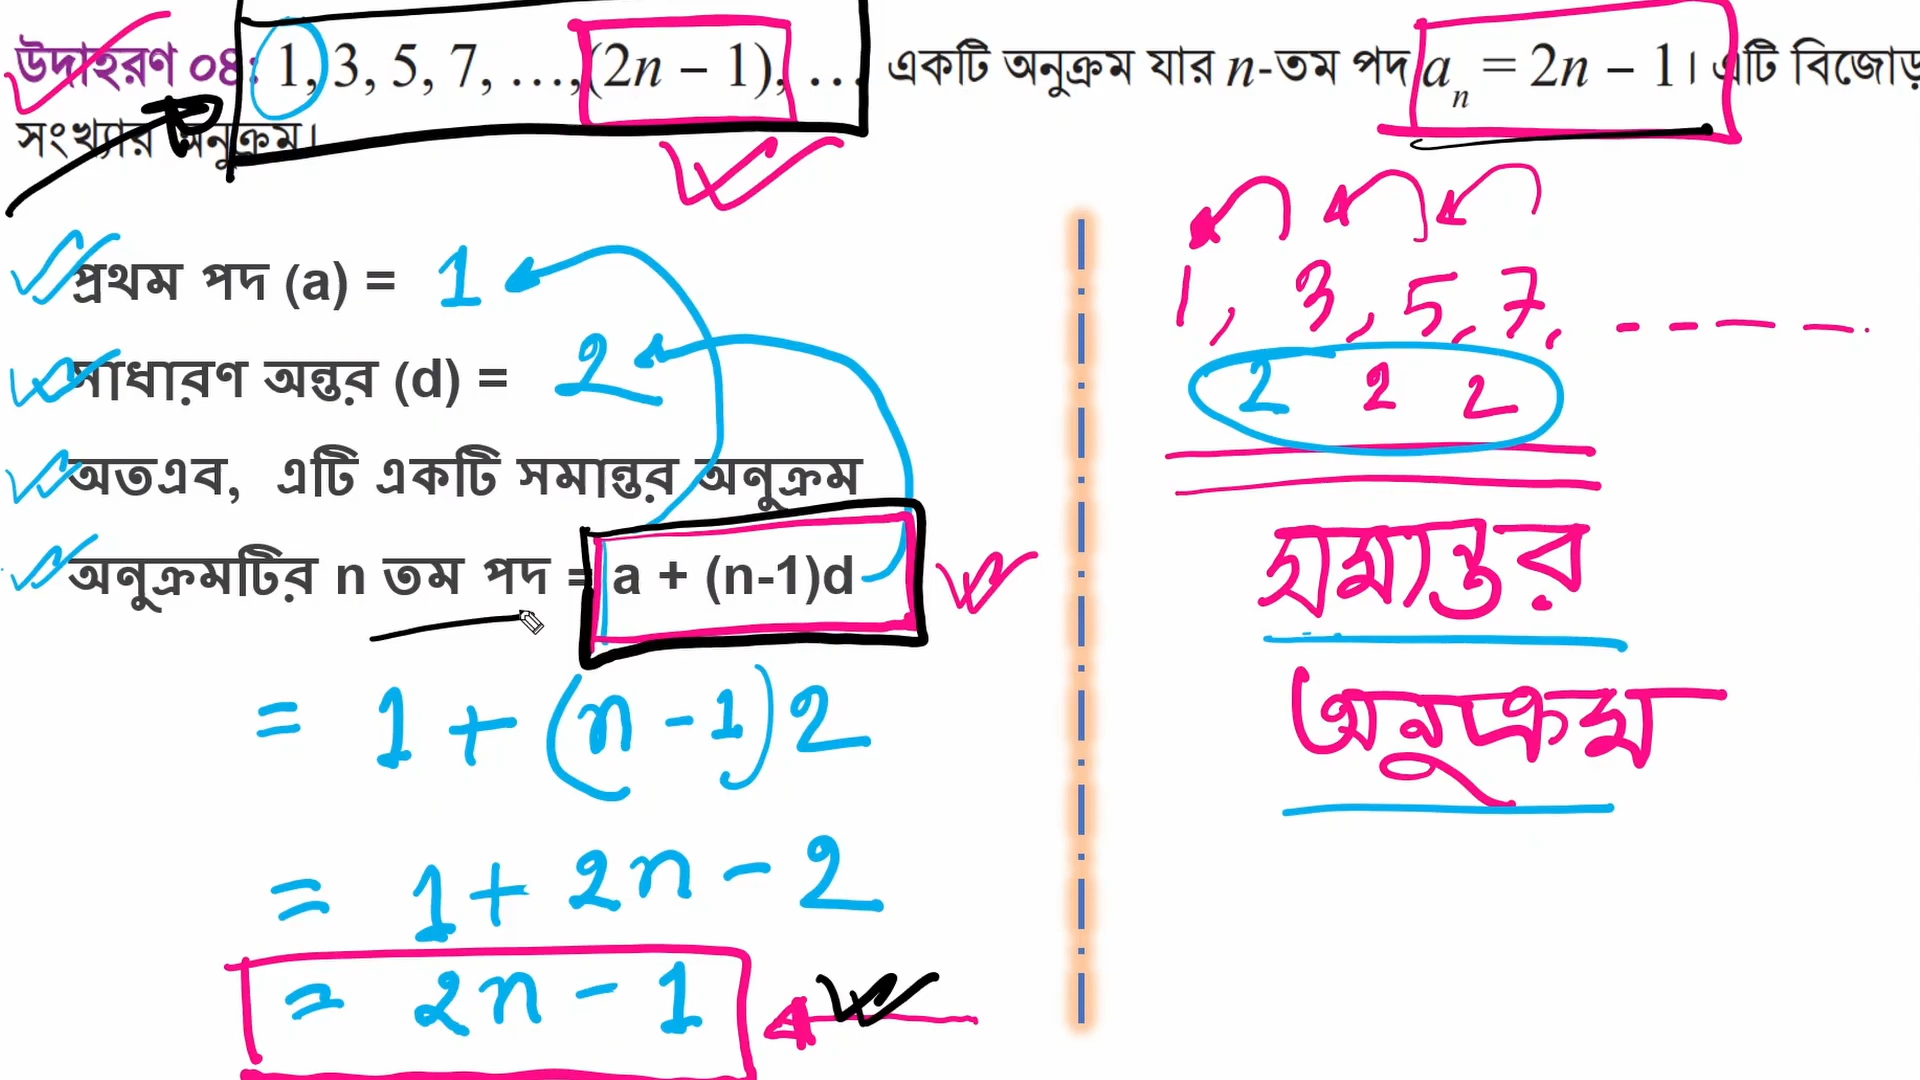 উদাহরণ ০৪: 1, 3, 5, 7, ...,(2n – 1), ... একটি অনুক্রম যার n-তম পদ aₙ = 2n – 1। এটি বিজোড়
সংখ্যার অনুক্রম।
প্রথম পদ (a) = 1
সাধারণ অন্তর (d) = 2
অতএব, এটি একটি সমান্তর অনুক্রম
অনুক্রমটির n তম পদ = a + (n-1)d
= 1 + (n - 1) 2
= 1 + 2n - 2
= 2n - 1
1, 3, 5, 7, - - - -
2 2 2
সমান্তর
অনুক্রম